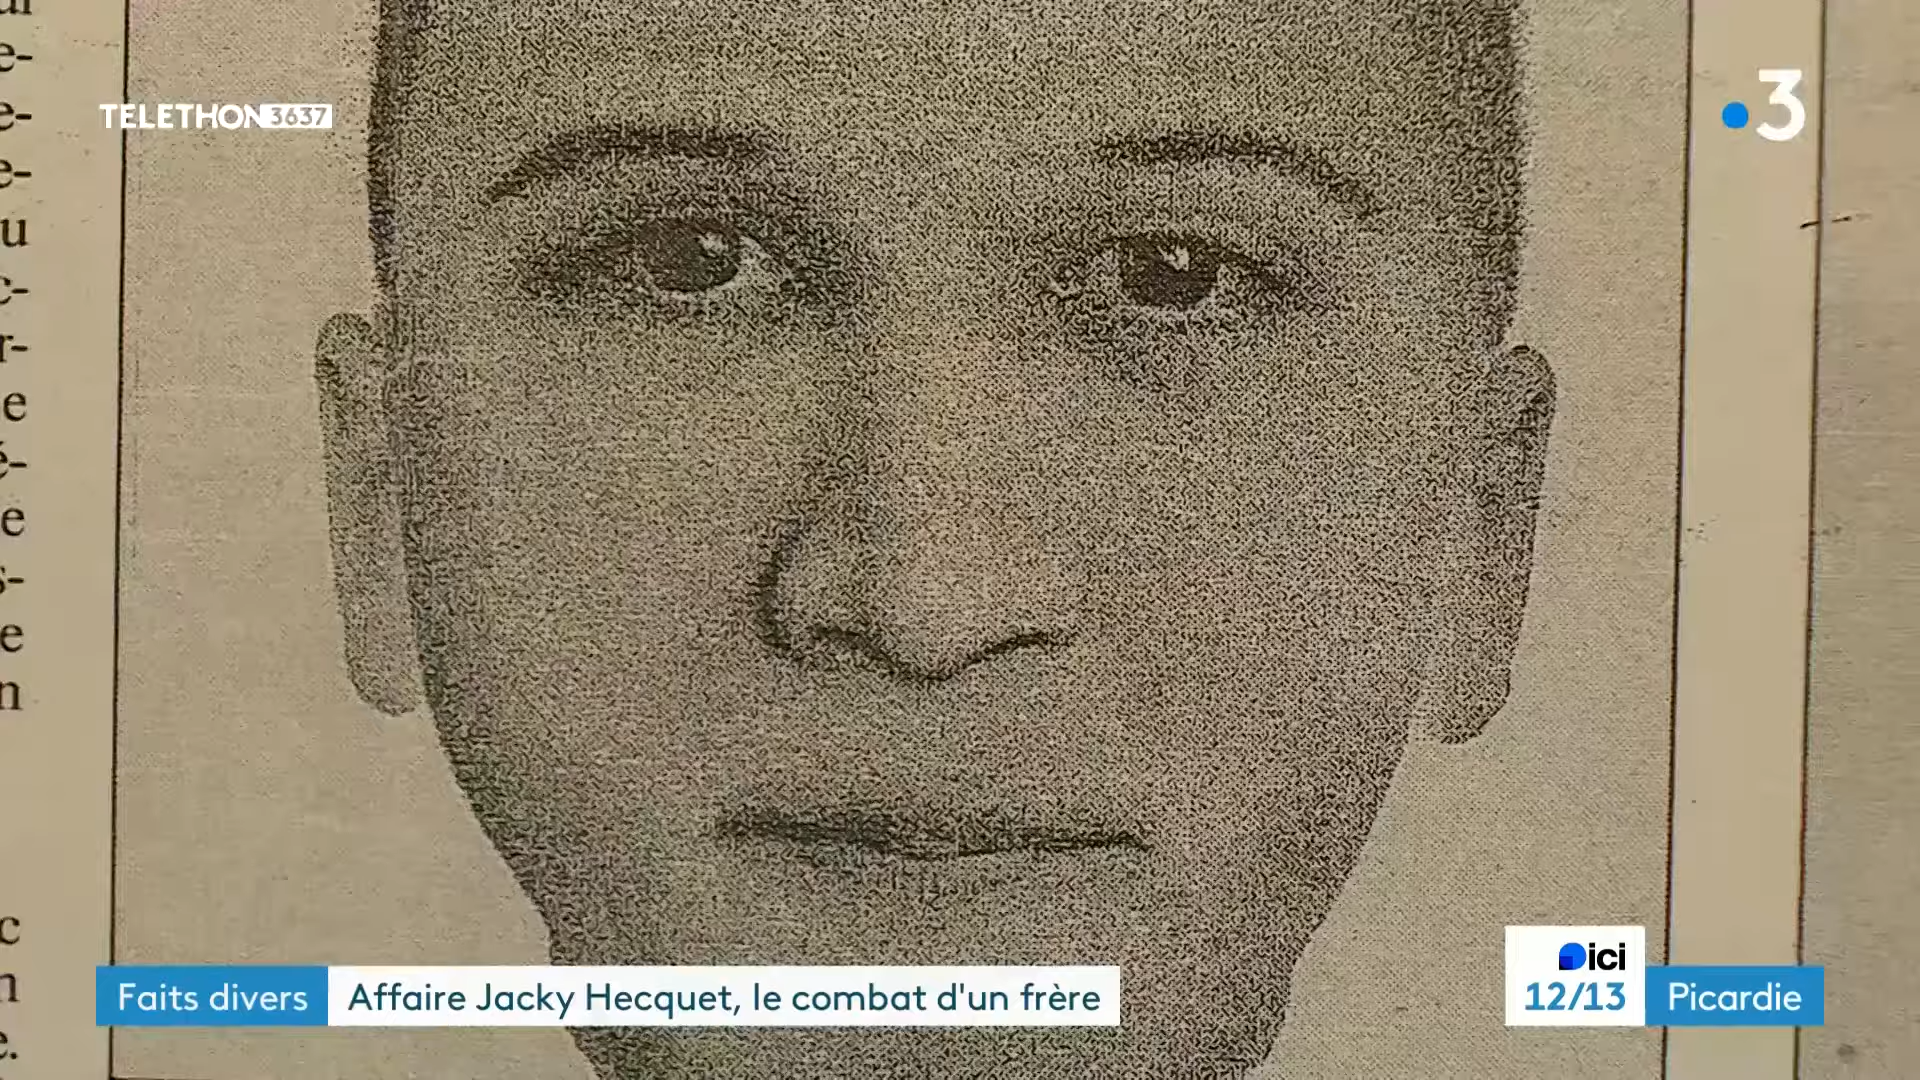 TELETHON 3637
3
e-
e-
e-
u
c-
r-
e
é-
e
s-
e
n
c
n
e.
ici
12/13
Picardie
Faits divers
Affaire Jacky Hecquet, le combat d'un frère